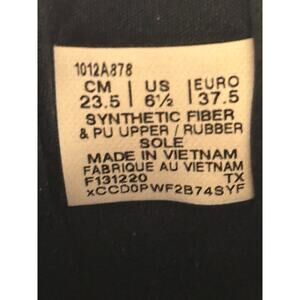 1012A878
CM US EURO
23.5 6½ 37.5
SYNTHETIC FIBER
& PU UPPER / RUBBER
SOLE
MADE IN VIETNAM
FABRIQUE AU VIETNAM
F131220 TX
xCCD0PWF2B74SYF